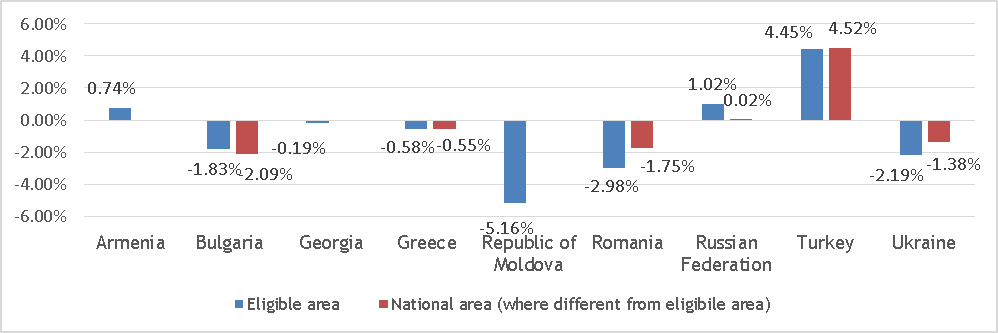 6.00%
4.00%
2.00%
0.00%
-2.00%
-4.00%
-6.00%
0.74%
-1.83%
-2.09%
-0.19%
-0.58%
-0.55%
-5.16%
-2.98%
-1.75%
1.02%
0.02%
4.45%
4.52%
-2.19%
-1.38%
Armenia
Bulgaria
Georgia
Greece
Republic of
Moldova
Romania
Russian
Federation
Turkey
Ukraine
Eligible area
National area (where different from eligibile area)